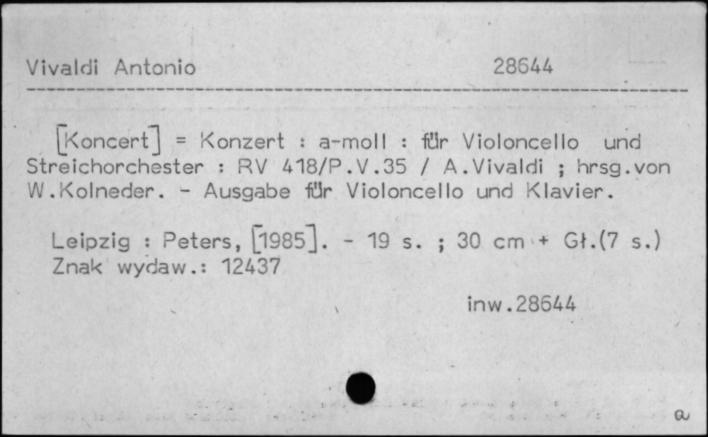 Vivaldi Antonio 28644
[Koncert] = Konzert : a-moll : für Violoncello und
Streichorchester : RV 418/P.V.35 / A.Vivaldi ; hrsg.von
W.Kolneder. - Ausgabe für Violoncello und Klavier.
Leipzig : Peters, [1985]. - 19 s. ; 30 cm + Gł.(7 s.)
Znak wydaw.: 12437
inw.28644
a